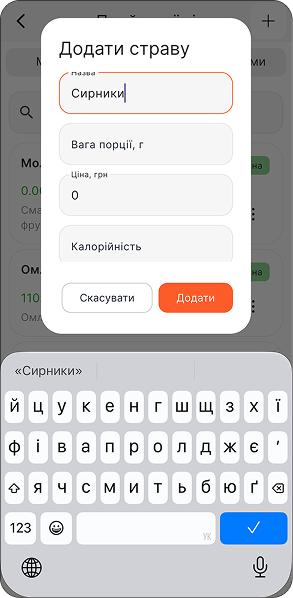 Додати страву
Назва
Сирники
Вага порції, г
Ціна, грн
0
Калорійність
Скасувати
Додати
«Сирники»
й ц у к е н г ш щ з х ї
ф і в а п р о л д ж є ʼ
я ч с м и т ь б ю ґ
123
УК